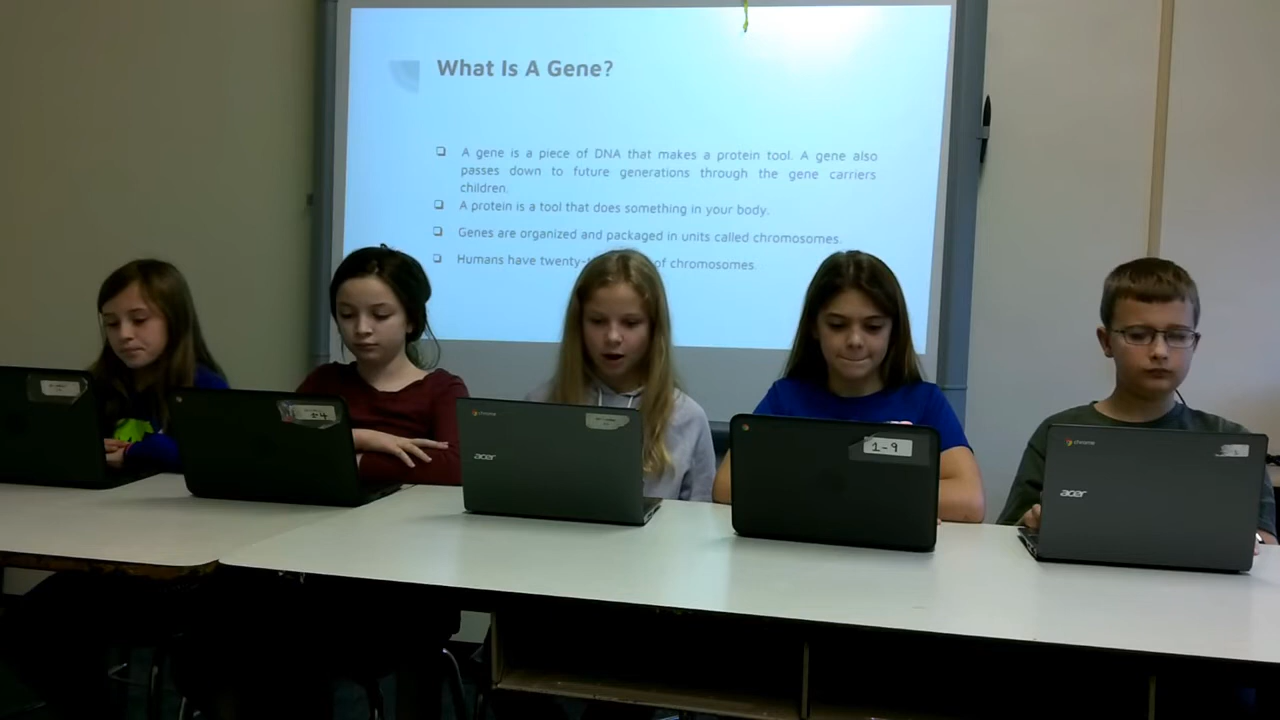 What Is A Gene?
❏ A gene is a piece of DNA that makes a protein tool. A gene also
passes down to future generations through the gene carriers
children.
❏ A protein is a tool that does something in your body.
❏ Genes are organized and packaged in units called chromosomes.
❏ Humans have of chromosomes.
chrome
acer
1-9
chrome
acer